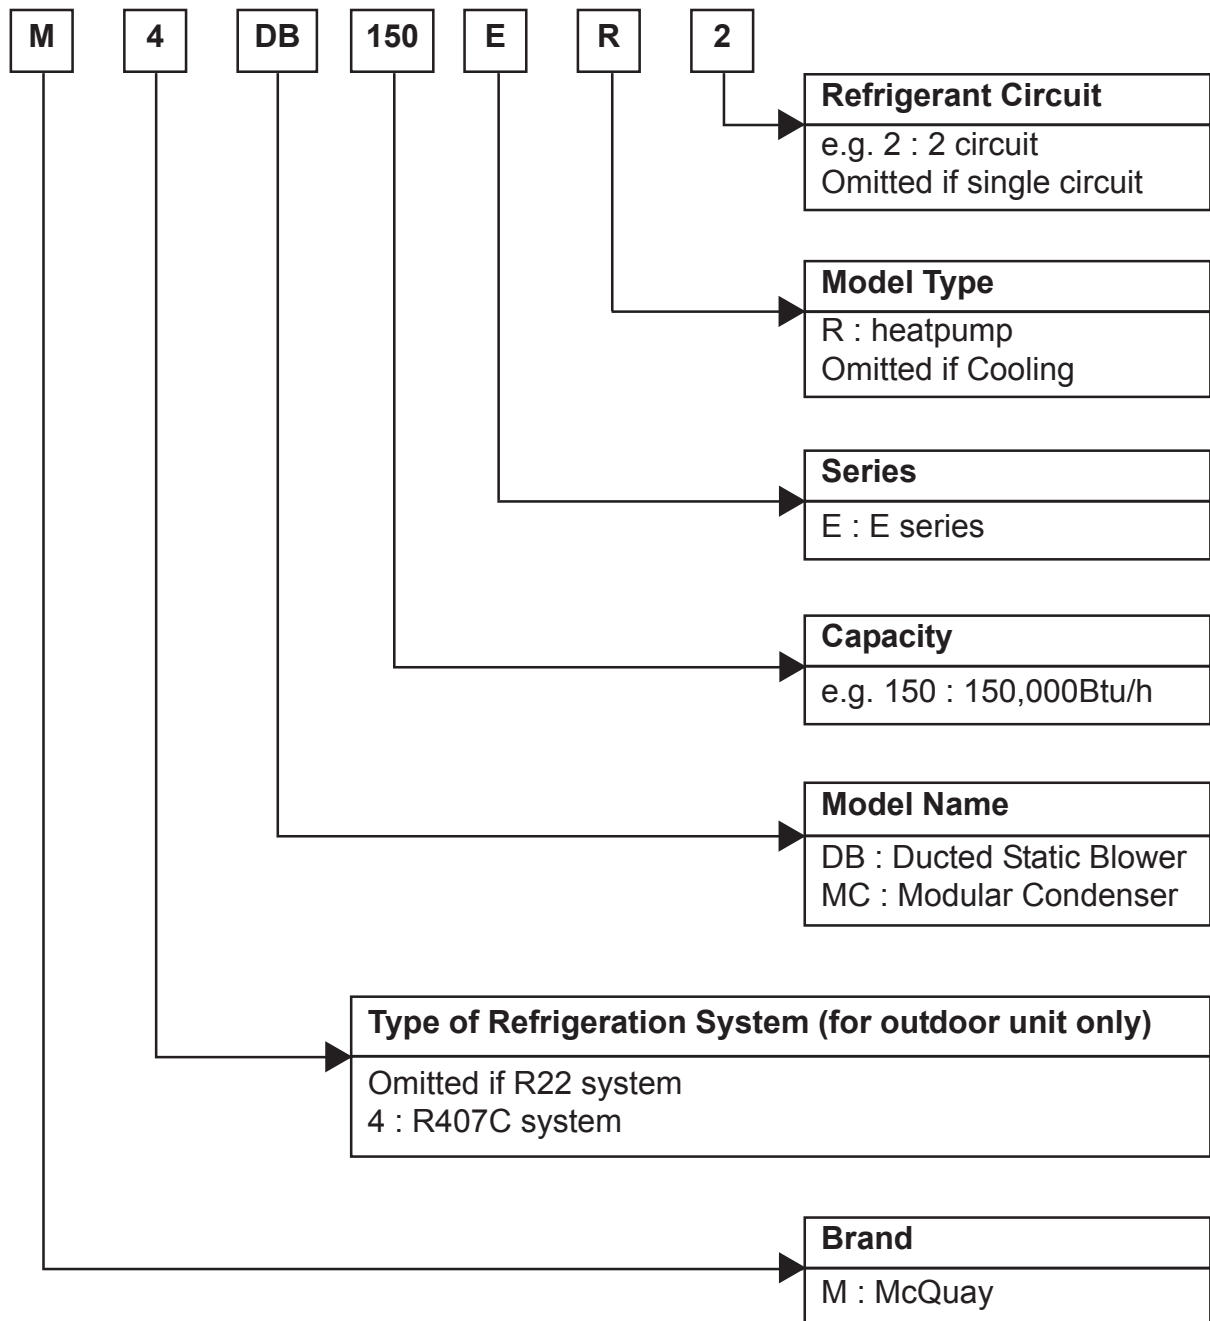 M 4 DB 150 E R 2
Refrigerant Circuit
e.g. 2 : 2 circuit
Omitted if single circuit
Model Type
R : heatpump
Omitted if Cooling
Series
E : E series
Capacity
e.g. 150 : 150,000Btu/h
Model Name
DB : Ducted Static Blower
MC : Modular Condenser
Type of Refrigeration System (for outdoor unit only)
Omitted if R22 system
4 : R407C system
Brand
M : McQuay